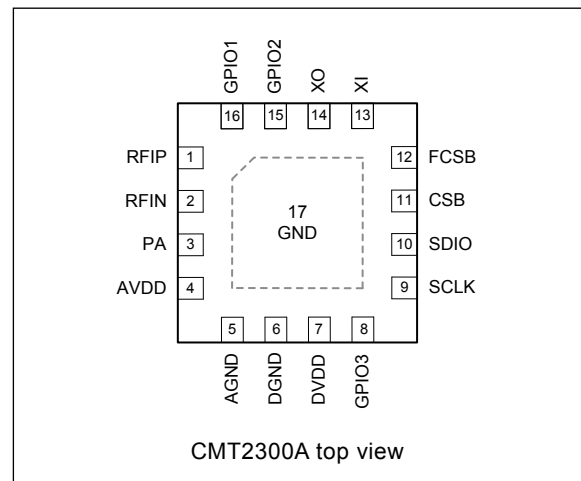 GPIO1
GPIO2
XO
XI
16
15
14
13
RFIP 1
12 FCSB
RFIN 2
11 CSB
17
GND
PA 3
10 SDIO
AVDD 4
9 SCLK
5
6
7
8
AGND
DGND
DVDD
GPIO3
CMT2300A top view